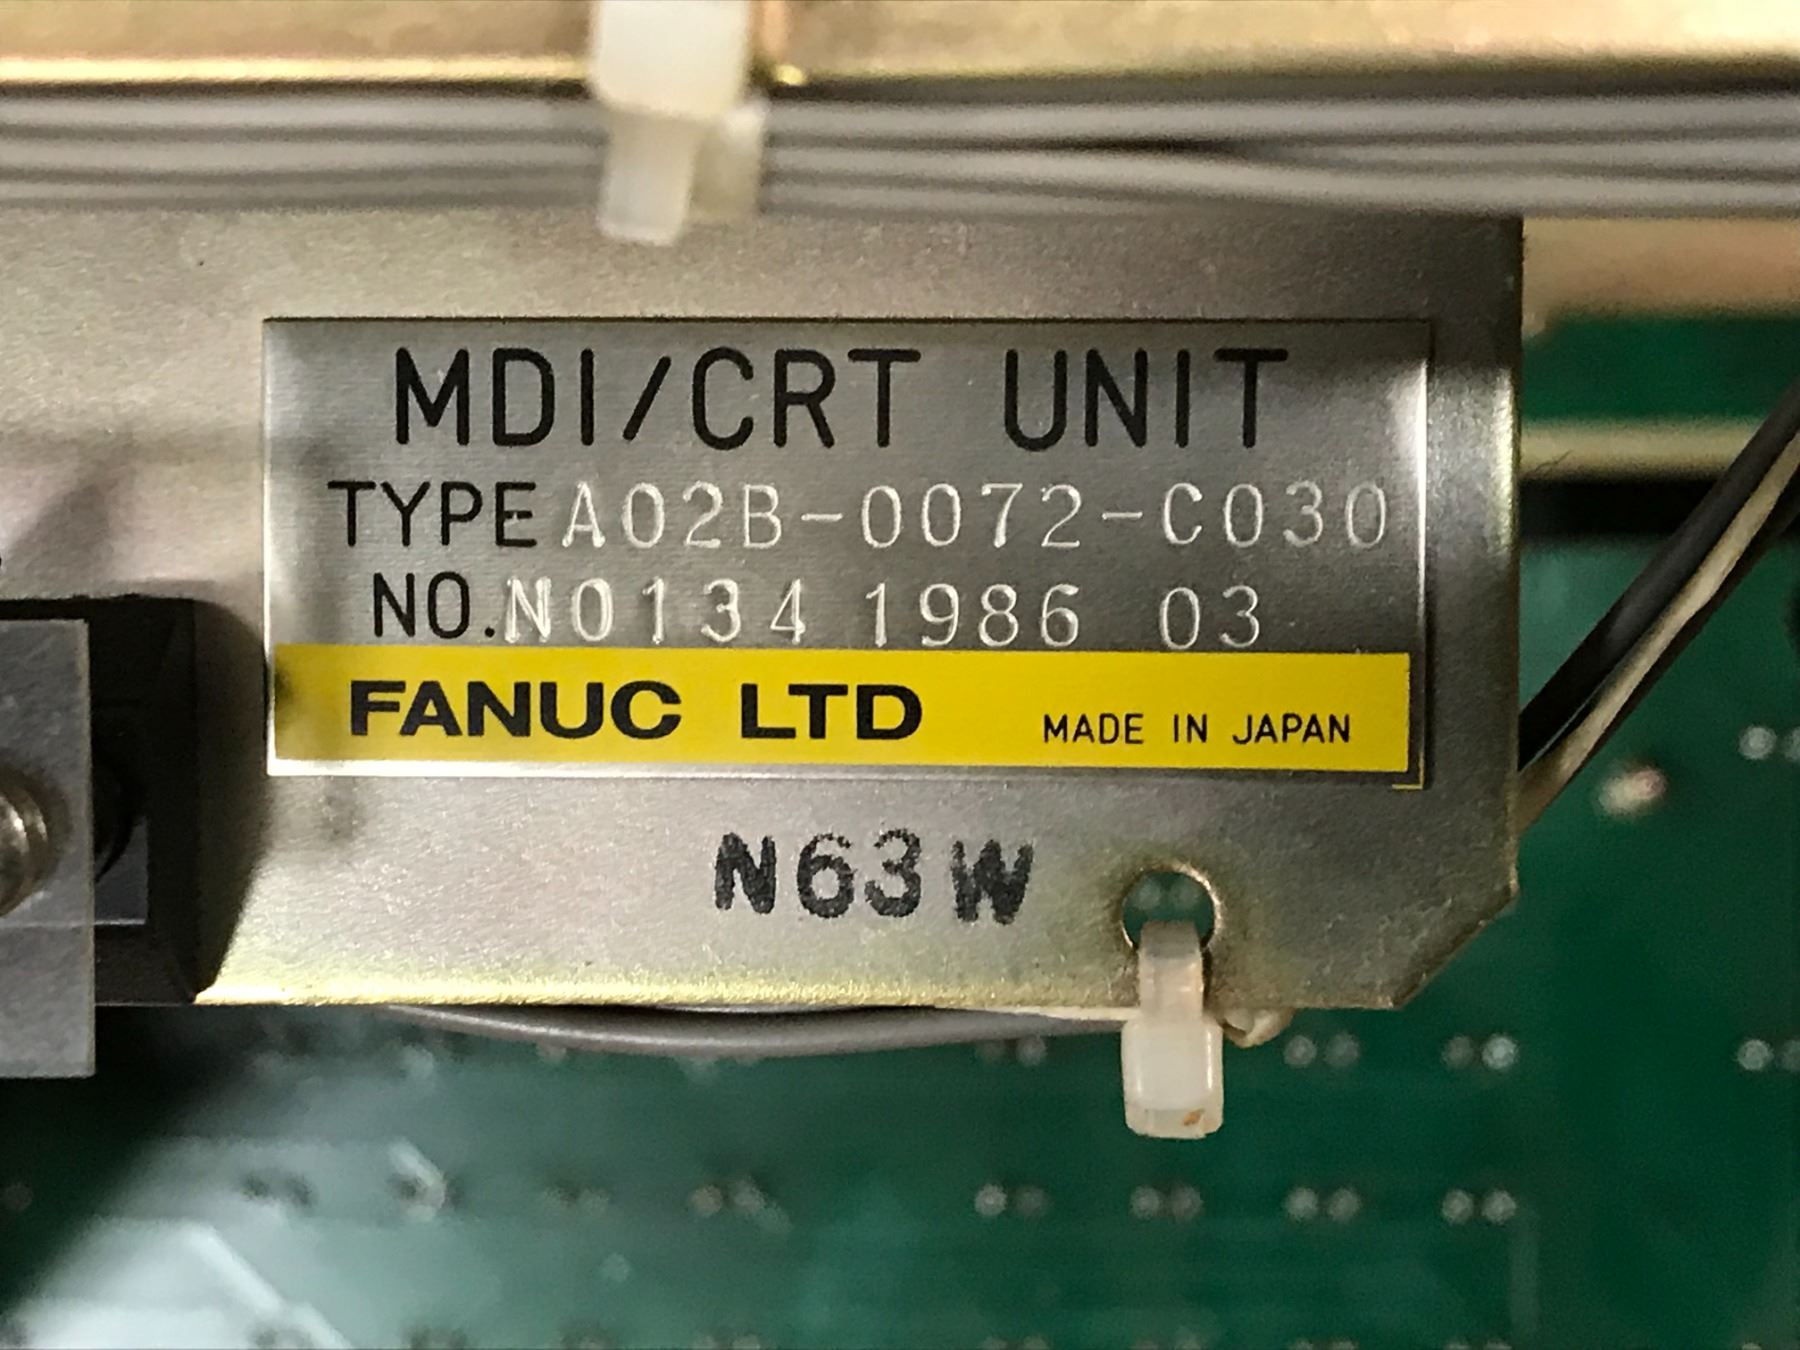 MDI/CRT UNIT
TYPE A02B-0072-C030
NO. N0134 1986 03
FANUC LTD MADE IN JAPAN
N63W